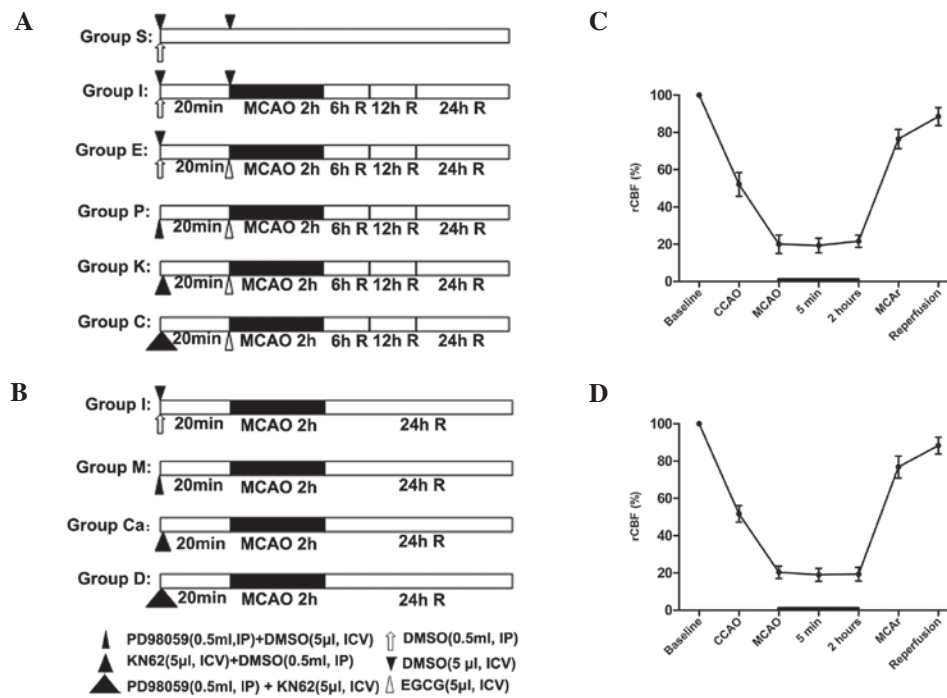 A
Group S:
Group I:
20min MCAO 2h 6h R 12h R 24h R
Group E:
20min MCAO 2h 6h R 12h R 24h R
Group P:
20min MCAO 2h 6h R 12h R 24h R
Group K:
20min MCAO 2h 6h R 12h R 24h R
Group C:
20min MCAO 2h 6h R 12h R 24h R
B
Group I:
20min MCAO 2h 24h R
Group M:
20min MCAO 2h 24h R
Group Ca:
20min MCAO 2h 24h R
Group D:
20min MCAO 2h 24h R
PD98059(0.5ml,IP)+DMSO(5μl, ICV)
KN62(5μl, ICV)+DMSO(0.5ml, IP)
PD98059(0.5ml, IP) + KN62(5μl, ICV)
DMSO(0.5ml, IP)
DMSO(5 μl, ICV)
EGCG(5μl, ICV)
C
rCBF (%)
100
80
60
40
20
0
Baseline
CCAO
MCAO
5 min
2 hours
MCAr
Reperfusion
D
rCBF (%)
100
80
60
40
20
0
Baseline
CCAO
MCAO
5 min
2 hours
MCAr
Reperfusion